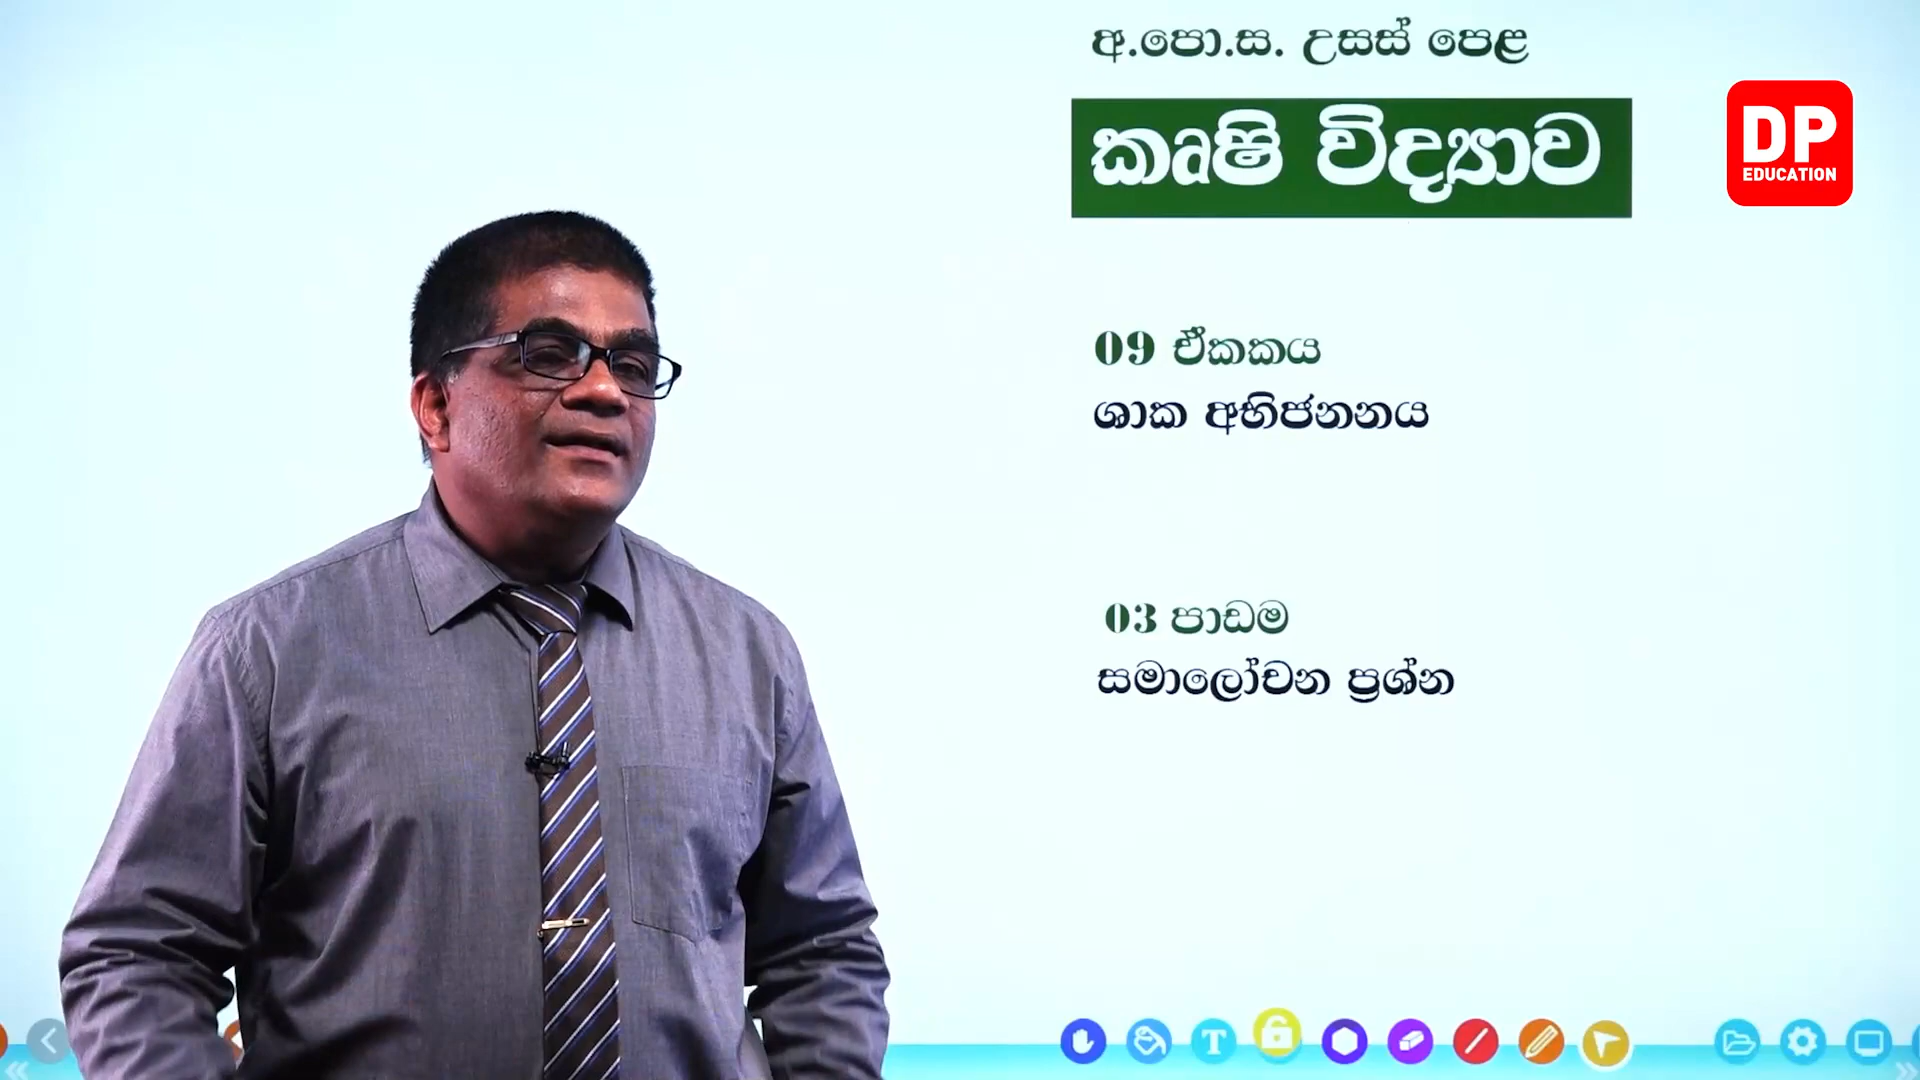 අ.පො.ස. උසස් පෙළ
කෘෂි විද්‍යාව
DP
EDUCATION
09 ඒකකය
ශාක අභිජනනය
03 පාඩම
සමාලෝචන ප්‍රශ්න